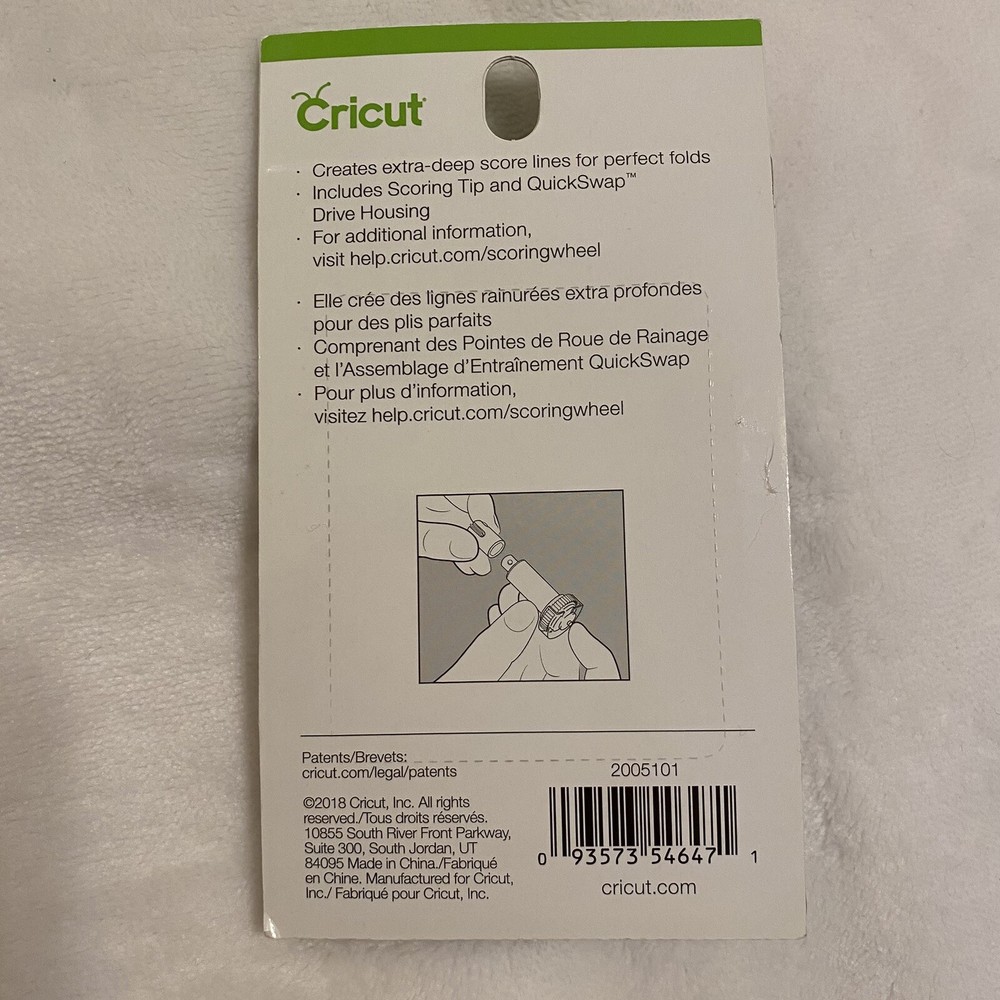 Cricut
· Creates extra-deep score lines for perfect folds
· Includes Scoring Tip and QuickSwap™
Drive Housing
· For additional information,
visit help.cricut.com/scoringwheel
· Elle crée des lignes rainurées extra profondes
pour des plis parfaits
· Comprenant des Pointes de Roue de Rainage
et l'Assemblage d'Entraînement QuickSwap
· Pour plus d'information,
visitez help.cricut.com/scoringwheel
Patents/Brevets:
cricut.com/legal/patents
©2018 Cricut, Inc. All rights
reserved./Tous droits réservés.
10855 South River Front Parkway,
Suite 300, South Jordan, UT
84095 Made in China./Fabriqué
en Chine. Manufactured for Cricut,
Inc./ Fabriqué pour Cricut, Inc.
2005101
0 93573 54647 1
cricut.com